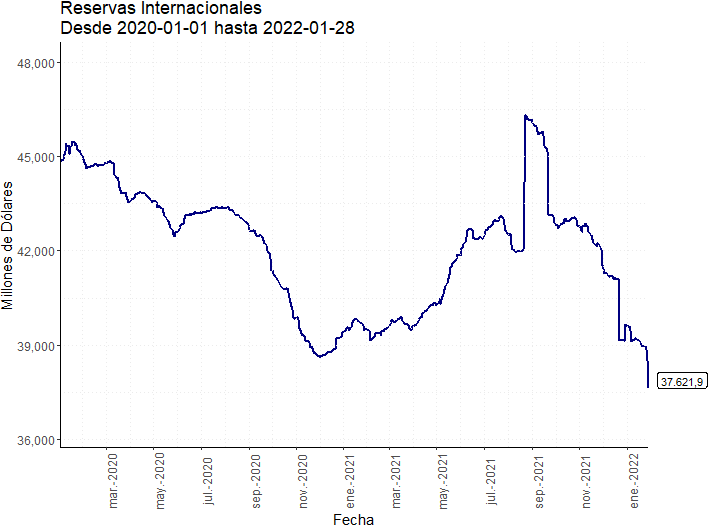 Reservas Internacionales
Desde 2020-01-01 hasta 2022-01-28
Millones de Dólares
48,000
45,000
42,000
39,000
36,000
37.621,9
mar.-2020
may.-2020
jul.-2020
sep.-2020
nov.-2020
ene.-2021
mar.-2021
may.-2021
jul.-2021
sep.-2021
nov.-2021
ene.-2022
Fecha